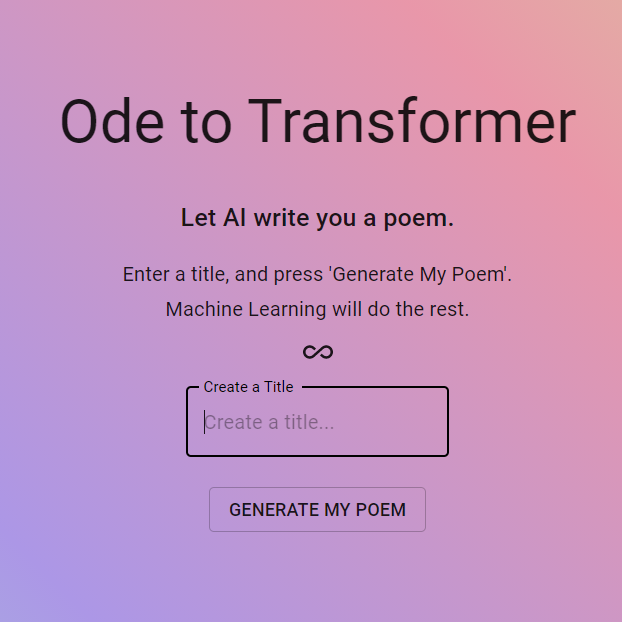 Ode to Transformer
Let AI write you a poem.
Enter a title, and press 'Generate My Poem'.
Machine Learning will do the rest.
Create a Title
Create a title...
GENERATE MY POEM